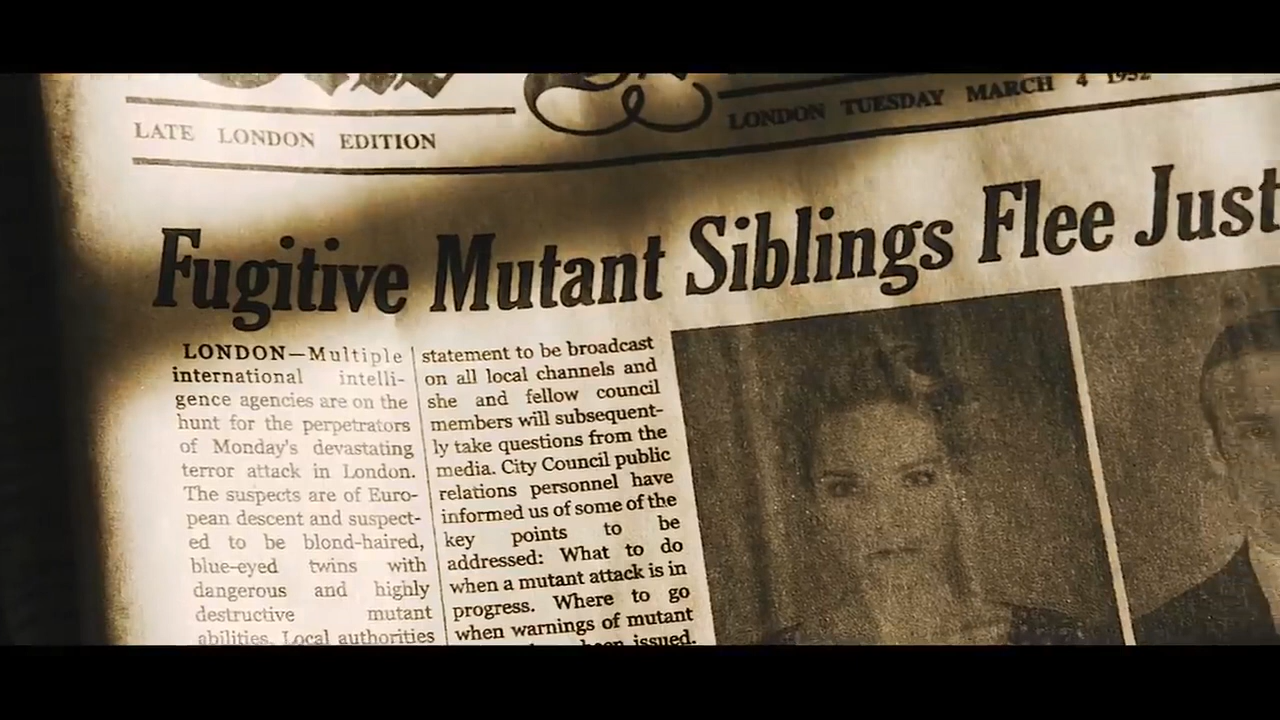 LATE LONDON EDITION
LONDON TUESDAY MARCH 4 1952
Fugitive Mutant Siblings Flee Just
LONDON—Multiple
international intelli-
gence agencies are on the
hunt for the perpetrators
of Monday's devastating
terror attack in London.
The suspects are of Euro-
pean descent and suspect-
ed to be blond-haired,
blue-eyed twins with
dangerous and highly
destructive mutant
abilities. Local authorities
statement to be broadcast
on all local channels and
she and fellow council
members will subsequent-
ly take questions from the
media. City Council public
relations personnel have
informed us of some of the
key points to be
addressed: What to do
when a mutant attack is in
progress. Where to go
when warnings of mutant
been issued.